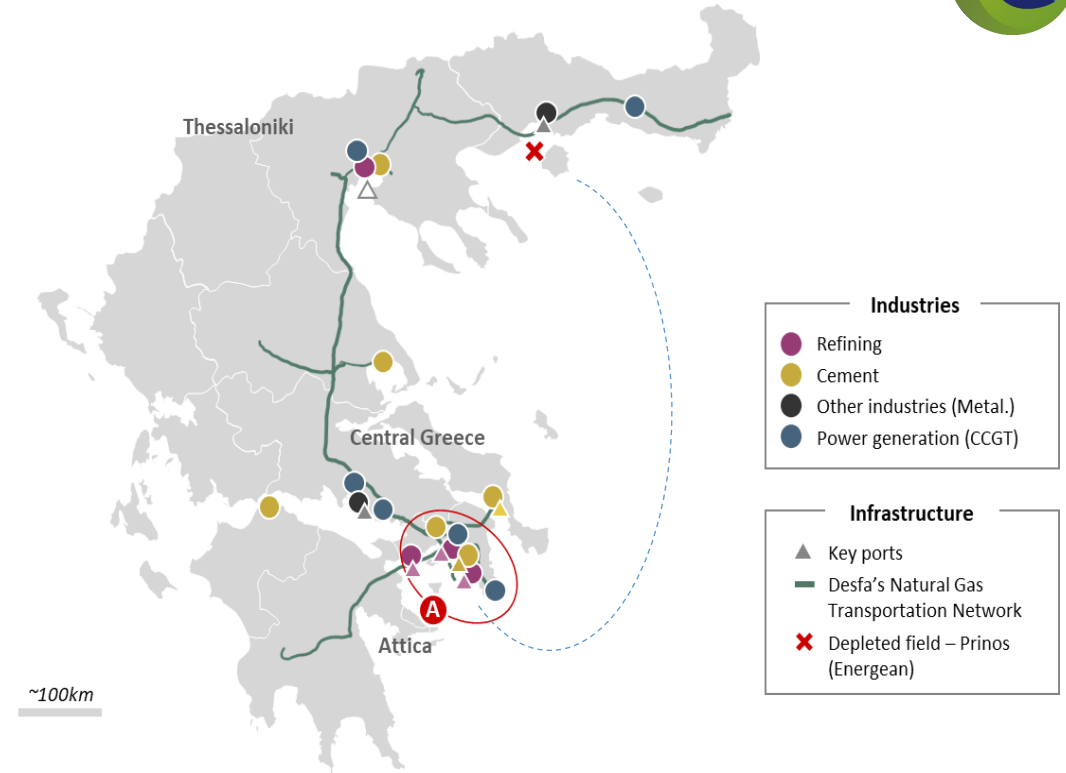 Thessaloniki
Central Greece
A
Attica
~100km
Industries
Refining
Cement
Other industries (Metal.)
Power generation (CCGT)
Infrastructure
Key ports
Desfa's Natural Gas
Transportation Network
Depleted field – Prinos
(Energean)